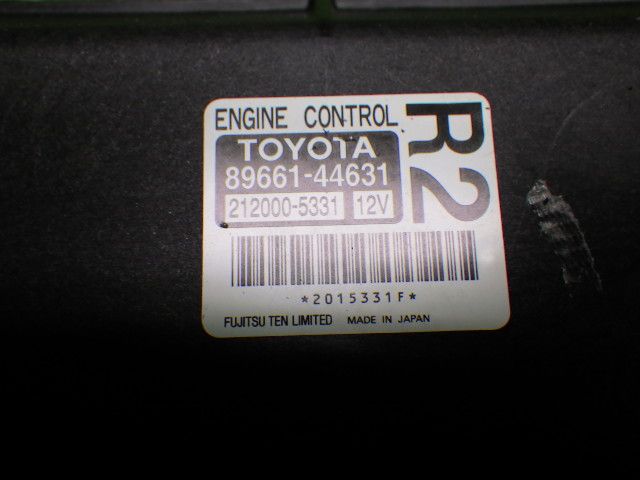 ENGINE CONTROL
R2
TOYOTA
89661-44631
212000-5331 12V
*2015331F*
FUJITSU TEN LIMITED MADE IN JAPAN